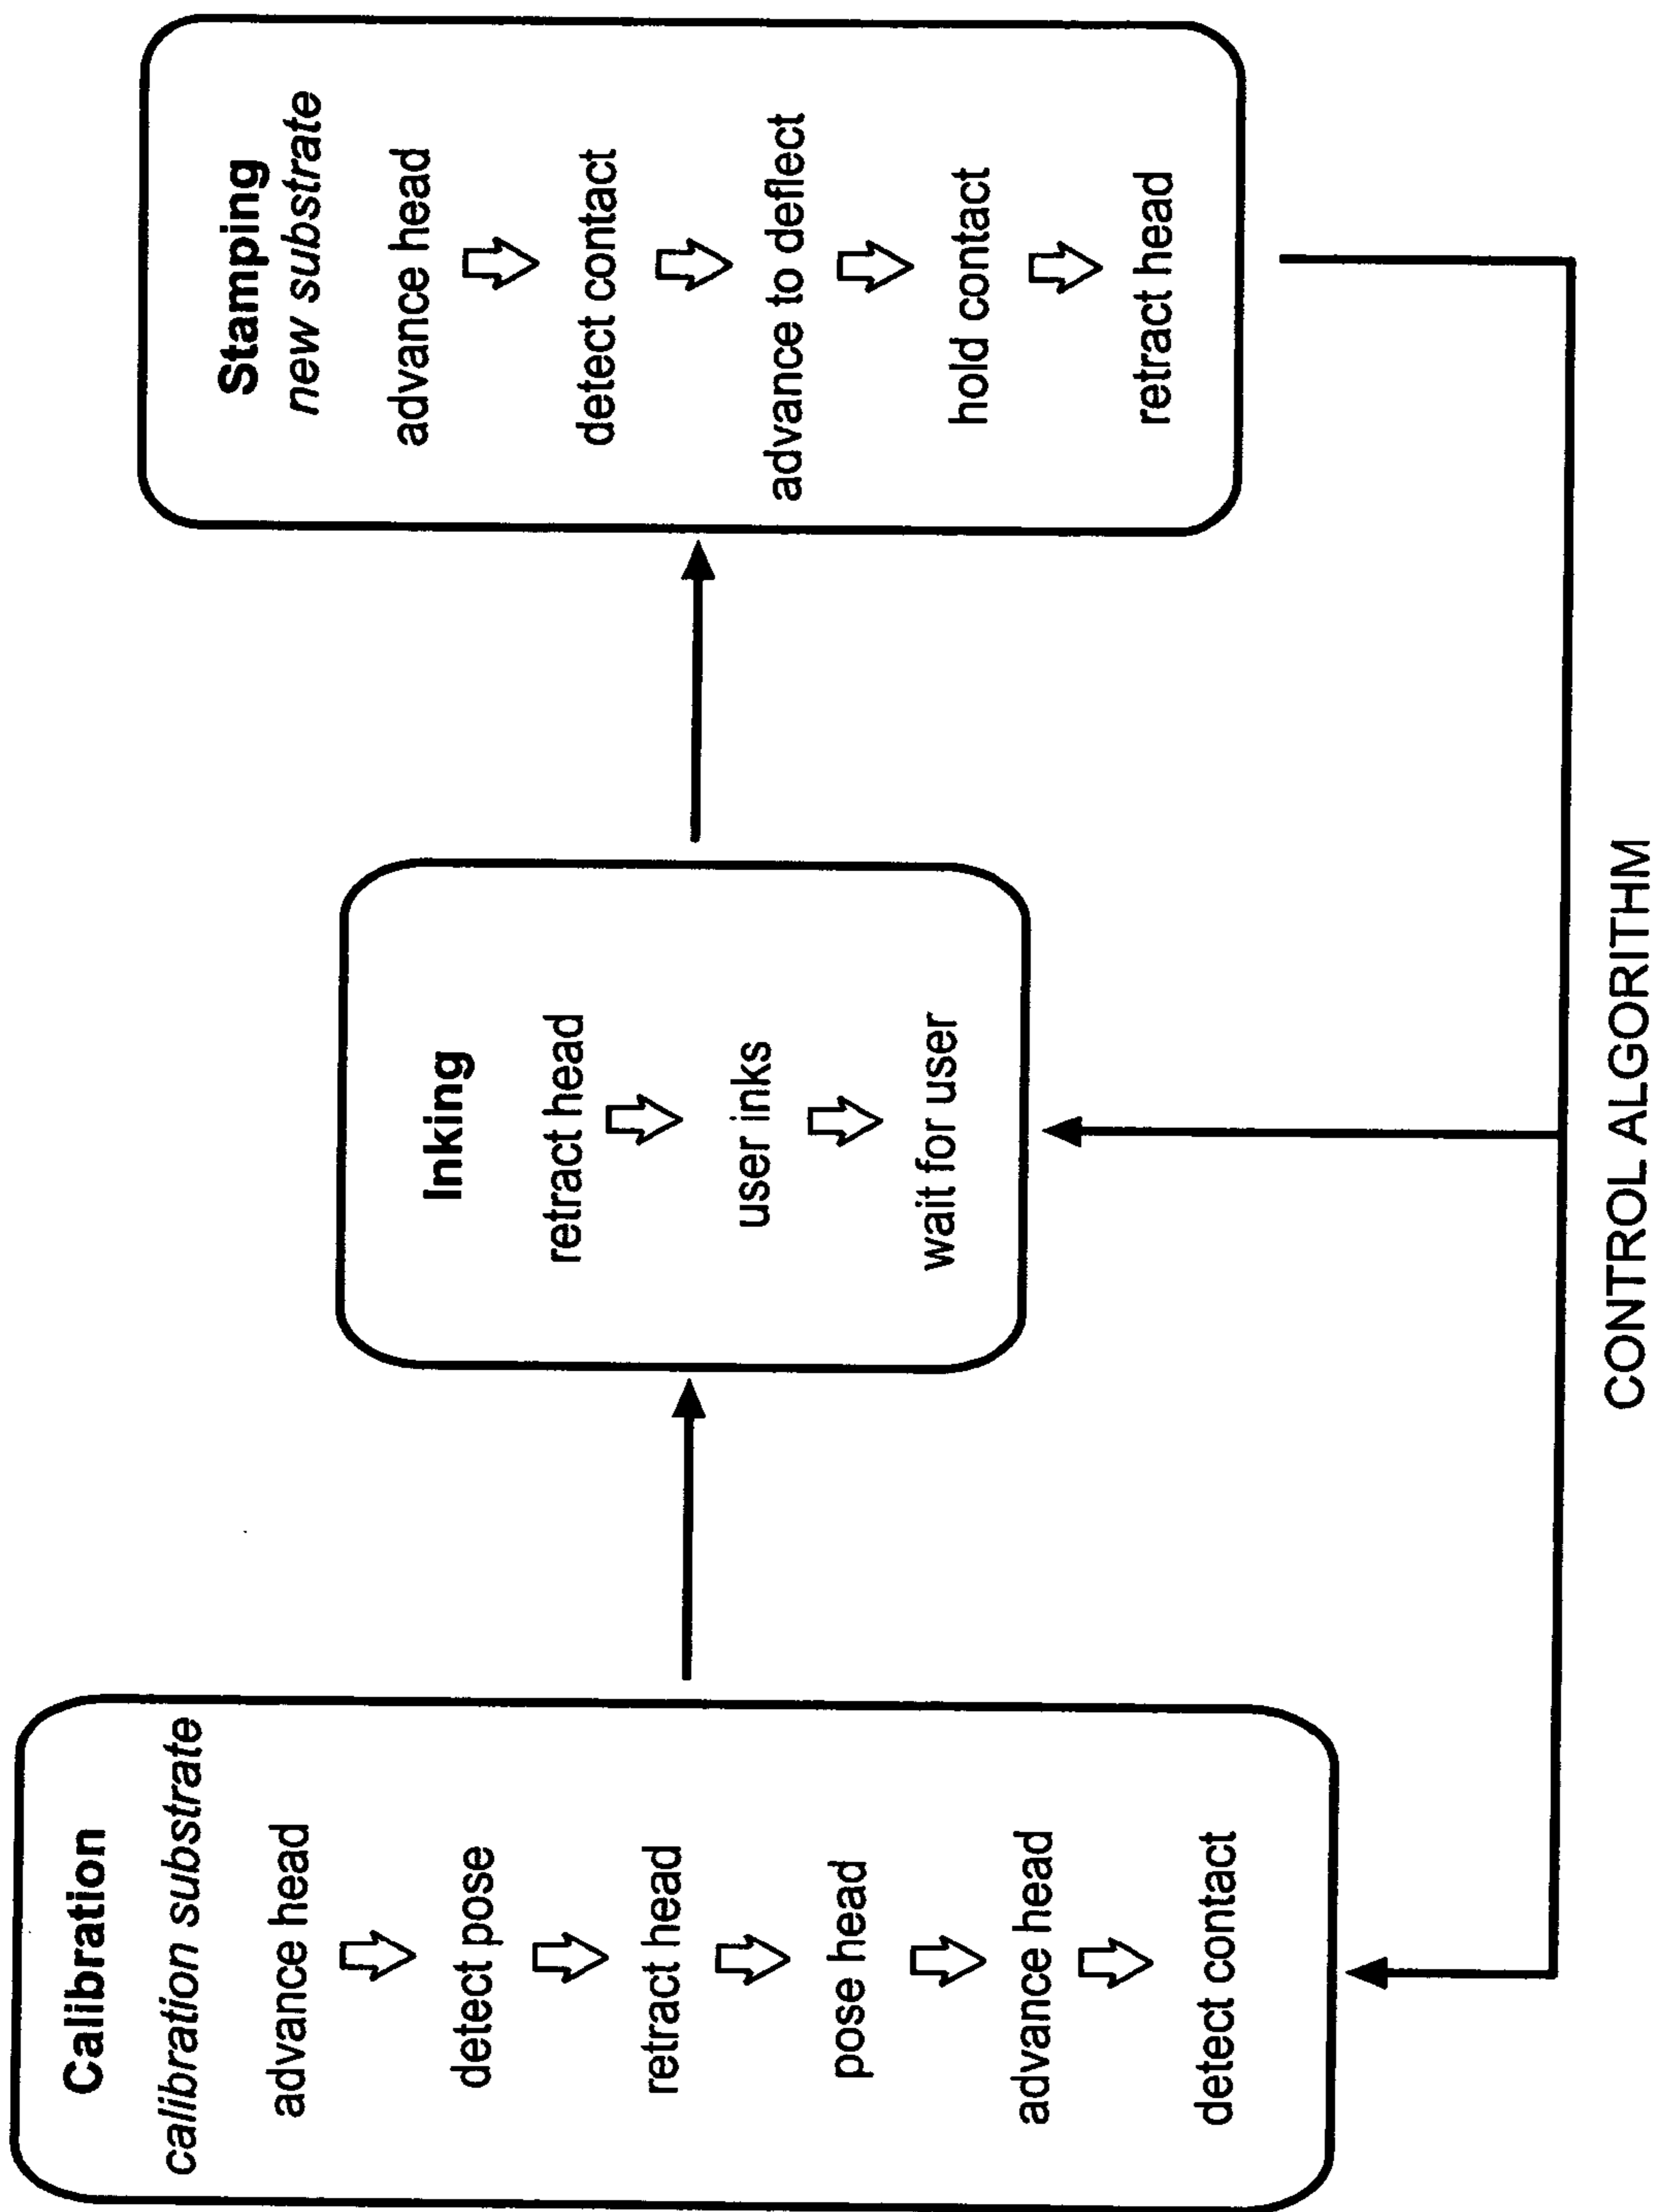 Calibration
calibration substrate
advance head
detect pose
retract head
pose head
advance head
detect contact
Inking
retract head
user inks
wait for user
Stamping
new substrate
advance head
detect contact
advance to deflect
hold contact
retract head
CONTROL ALGORITHM